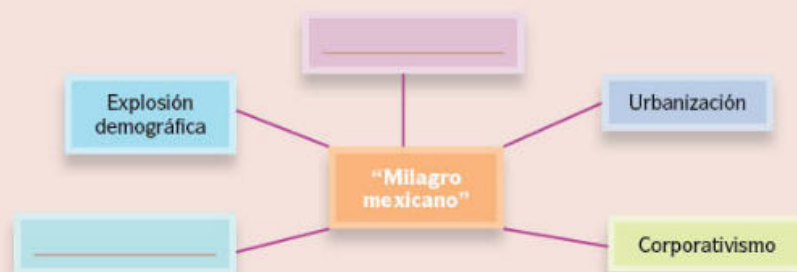 Explosión
demográfica
Urbanización
“Milagro
mexicano”
Corporativismo